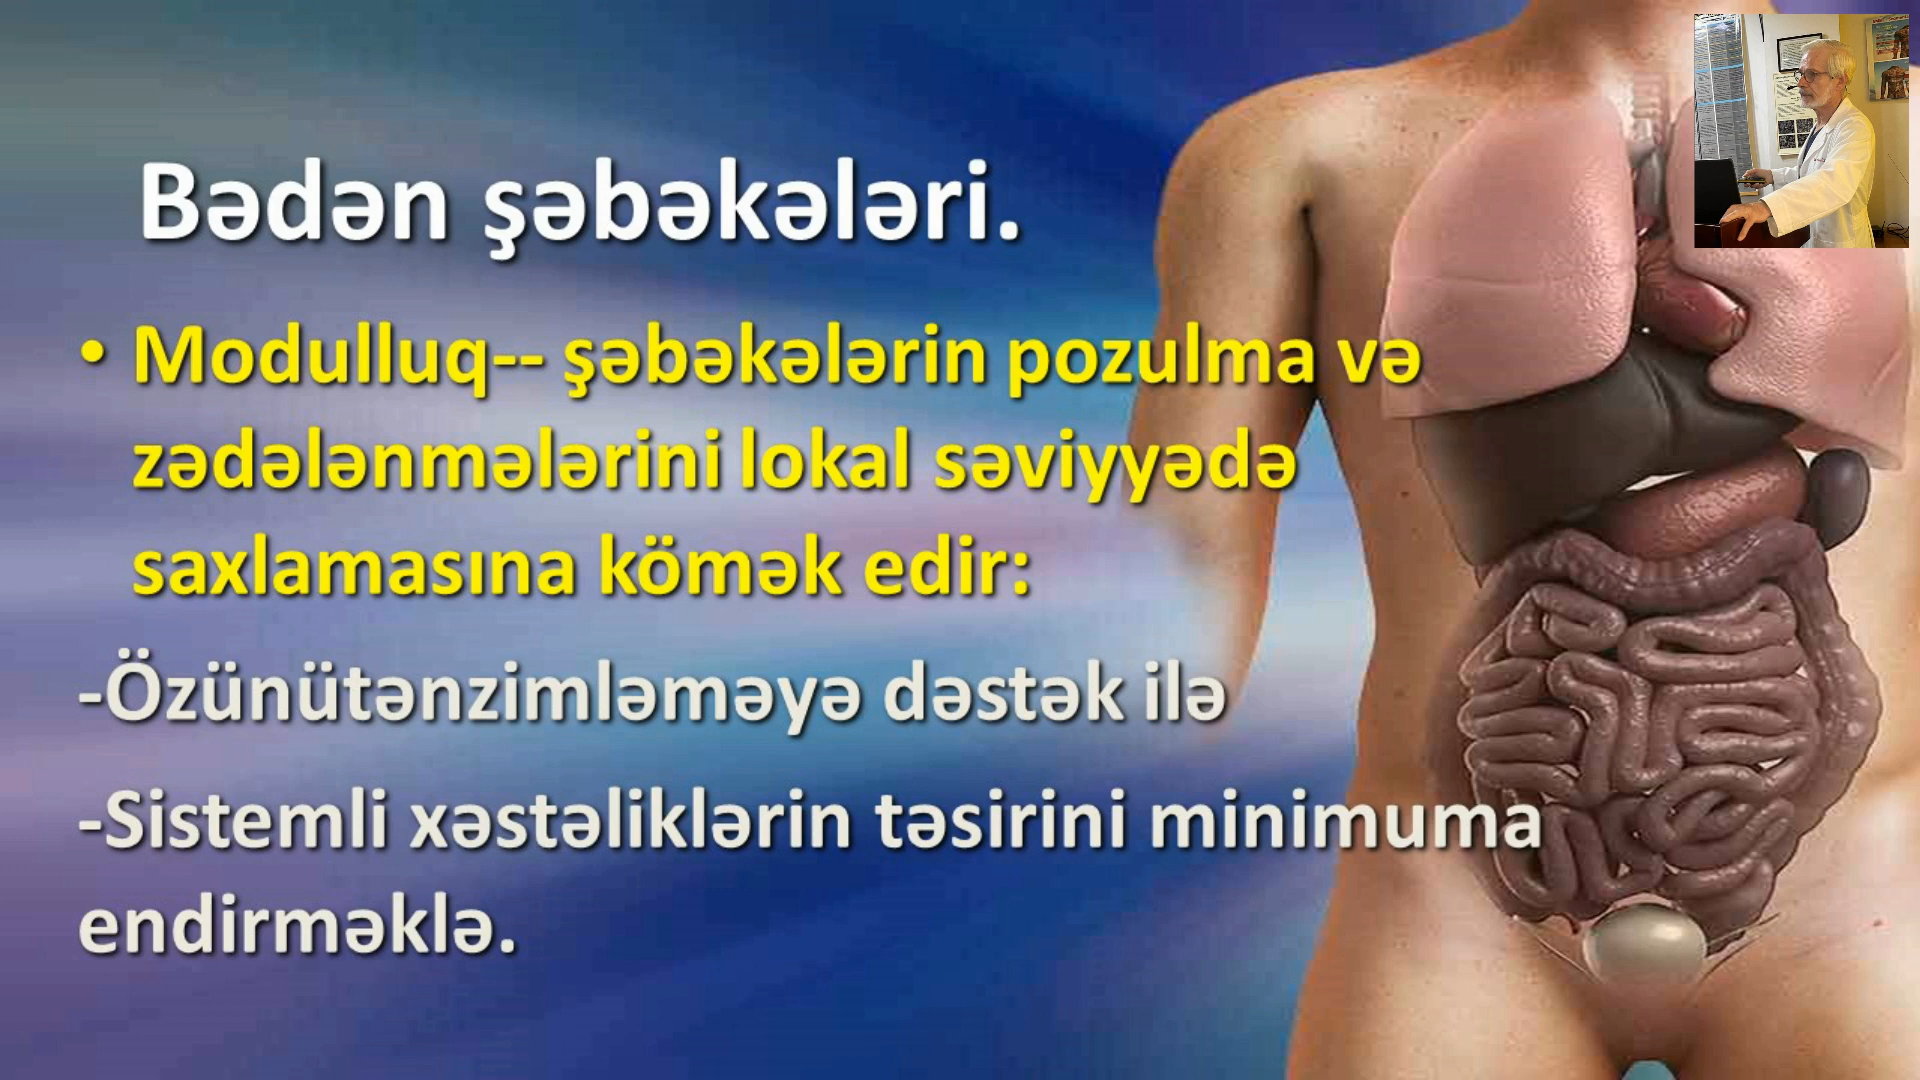 Bədən şəbəkələri.
• Modulluq-- şəbəkələrin pozulma və
zədələnmələrini lokal səviyyədə
saxlamasına kömək edir:
-Özünütənzimləməyə dəstək ilə
-Sistemli xəstəliklərin təsirini minimuma
endirməklə.